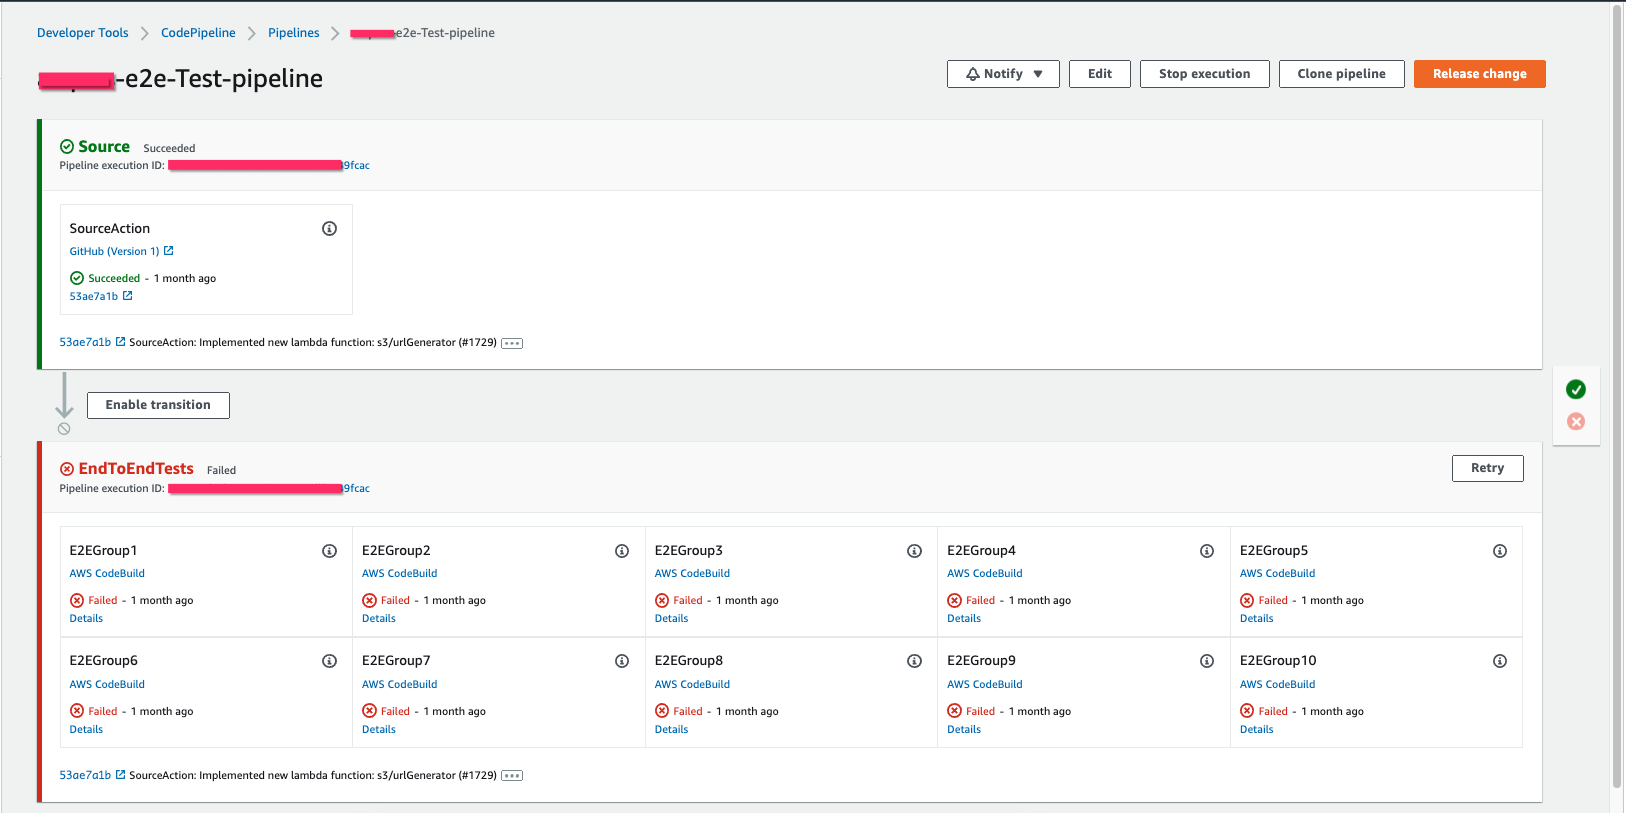 Developer Tools > CodePipeline > Pipelines > -e2e-Test-pipeline
-e2e-Test-pipeline
Notify ▼ Edit Stop execution Clone pipeline Release change
Source Succeeded
Pipeline execution ID: 9fcac
SourceAction
GitHub (Version 1)
Succeeded - 1 month ago
53ae7a1b
53ae7a1b SourceAction: Implemented new lambda function: s3/urlGenerator (#1729) •••
Enable transition
EndToEndTests Failed
Retry
Pipeline execution ID: 9fcac
E2EGroup1 E2EGroup2 E2EGroup3 E2EGroup4 E2EGroup5
AWS CodeBuild AWS CodeBuild AWS CodeBuild AWS CodeBuild AWS CodeBuild
Failed - 1 month ago Failed - 1 month ago Failed - 1 month ago Failed - 1 month ago Failed - 1 month ago
Details Details Details Details Details
E2EGroup6 E2EGroup7 E2EGroup8 E2EGroup9 E2EGroup10
AWS CodeBuild AWS CodeBuild AWS CodeBuild AWS CodeBuild AWS CodeBuild
Failed - 1 month ago Failed - 1 month ago Failed - 1 month ago Failed - 1 month ago Failed - 1 month ago
Details Details Details Details Details
53ae7a1b SourceAction: Implemented new lambda function: s3/urlGenerator (#1729) •••